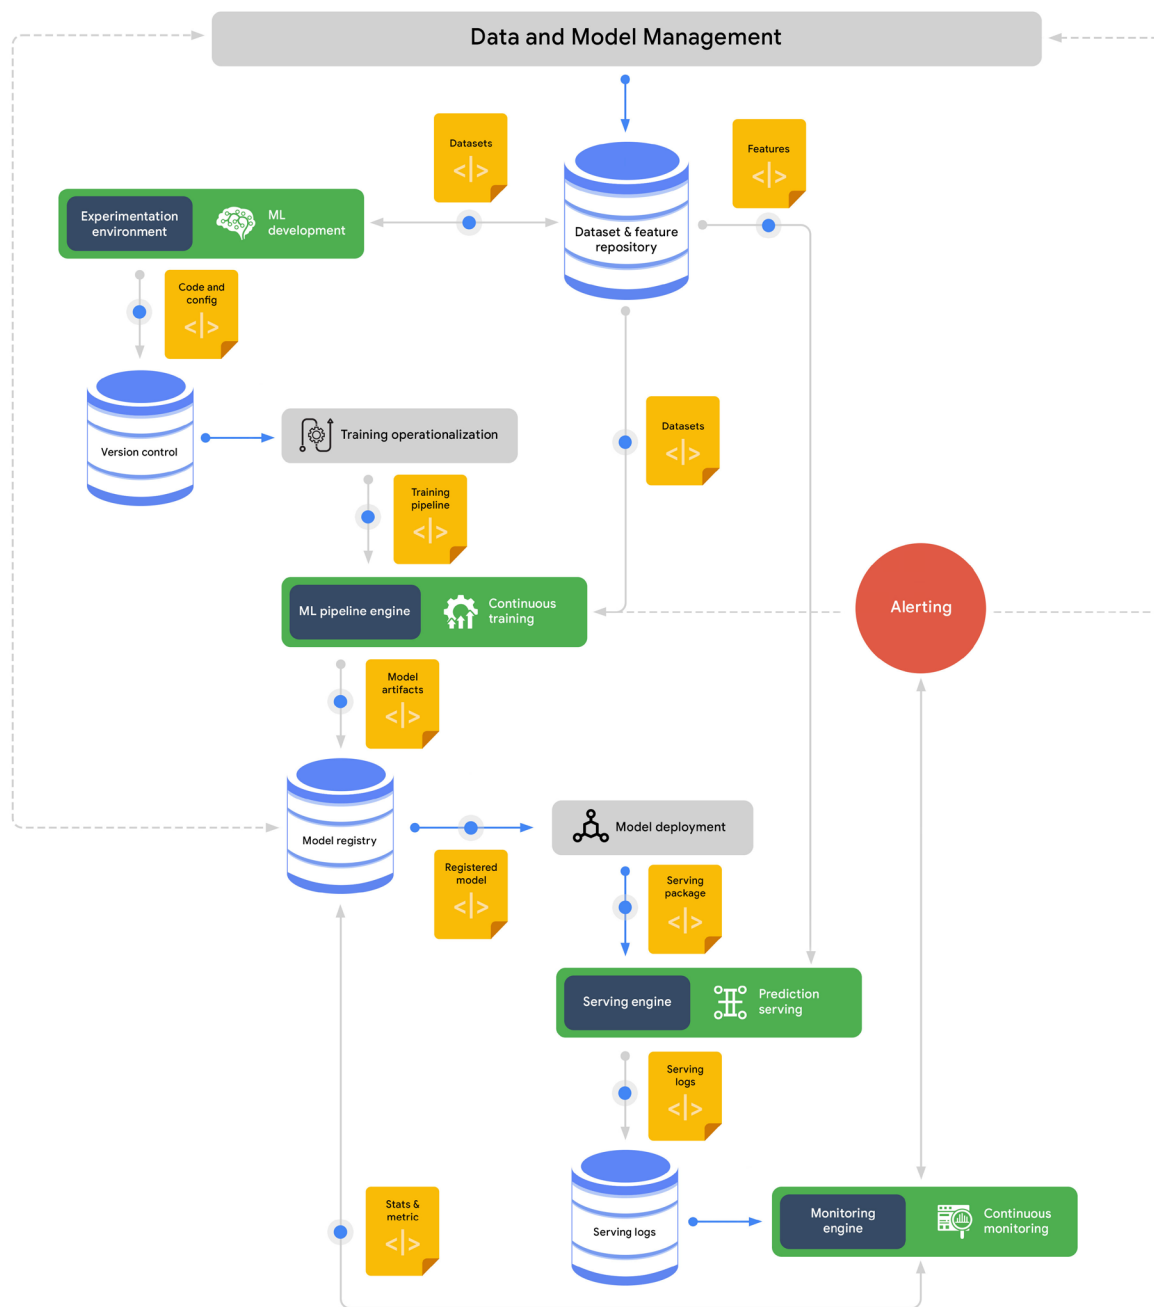 Data and Model Management
Datasets
</>
Features
</>
Dataset & feature
repository
Experimentation
environment
ML
development
Code and
config
</>
Version control
Training operationalization
Datasets
</>
Training
pipeline
</>
ML pipeline engine
Continuous
training
Alerting
Model
artifacts
</>
Model registry
Model deployment
Registered
model
</>
Serving
package
</>
Serving engine
Prediction
serving
Serving
logs
</>
Stats &
metric
</>
Serving logs
Monitoring
engine
Continuous
monitoring